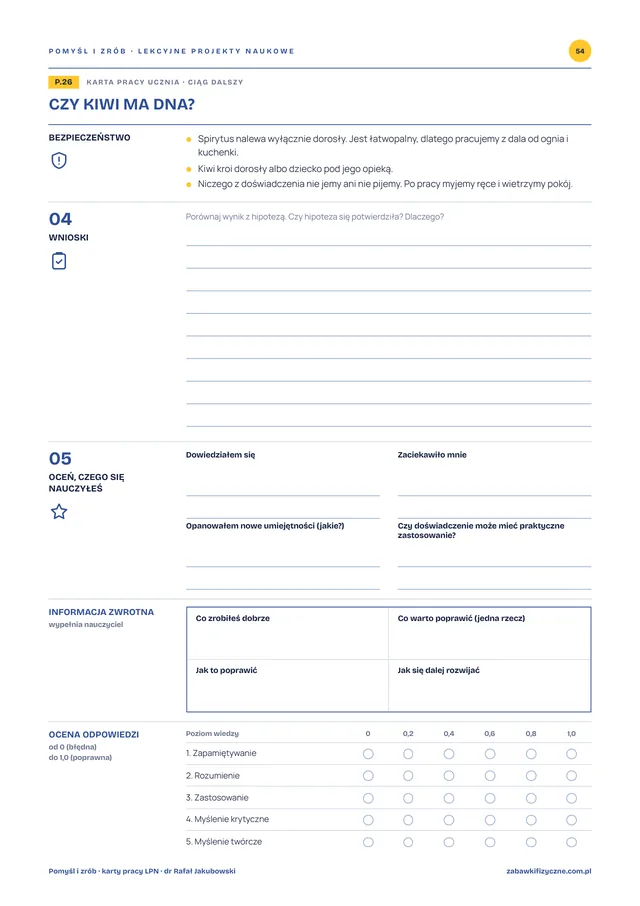 POMYŚL I ZRÓB · LEKCYJNE PROJEKTY NAUKOWE
54
P.26 KARTA PRACY UCZNIA · CIĄG DALSZY
CZY KIWI MA DNA?
BEZPIECZEŃSTWO
Spirytus nalewa wyłącznie dorosły. Jest łatwopalny, dlatego pracujemy z dala od ognia i
kuchenki.
Kiwi kroi dorosły albo dziecko pod jego opieką.
Niczego z doświadczenia nie jemy ani nie pijemy. Po pracy myjemy ręce i wietrzymy pokój.
04
WNIOSKI
Porównaj wynik z hipotezą. Czy hipoteza się potwierdziła? Dlaczego?
05
OCEŃ, CZEGO SIĘ
NAUCZYŁEŚ
Dowiedziałem się
Zaciekawiło mnie
Opanowałem nowe umiejętności (jakie?)
Czy doświadczenie może mieć praktyczne
zastosowanie?
INFORMACJA ZWROTNA
wypełnia nauczyciel
Co zrobiłeś dobrze
Co warto poprawić (jedna rzecz)
Jak to poprawić
Jak się dalej rozwijać
OCENA ODPOWIEDZI
od 0 (błędna)
do 1,0 (poprawna)
Poziom wiedzy 0 0,2 0,4 0,6 0,8 1,0
1. Zapamiętywanie
2. Rozumienie
3. Zastosowanie
4. Myślenie krytyczne
5. Myślenie twórcze
Pomyśl i zrób · karty pracy LPN · dr Rafał Jakubowski
zabawkifizyczne.com.pl